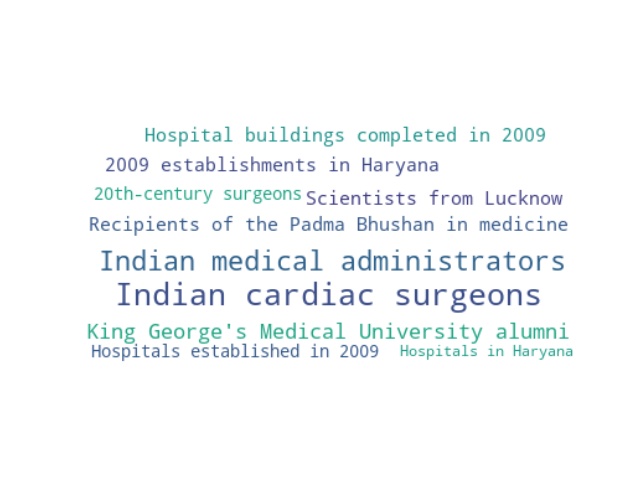 Hospital buildings completed in 2009
2009 establishments in Haryana
20th-century surgeons Scientists from Lucknow
Recipients of the Padma Bhushan in medicine
Indian medical administrators
Indian cardiac surgeons
King George's Medical University alumni
Hospitals established in 2009 Hospitals in Haryana